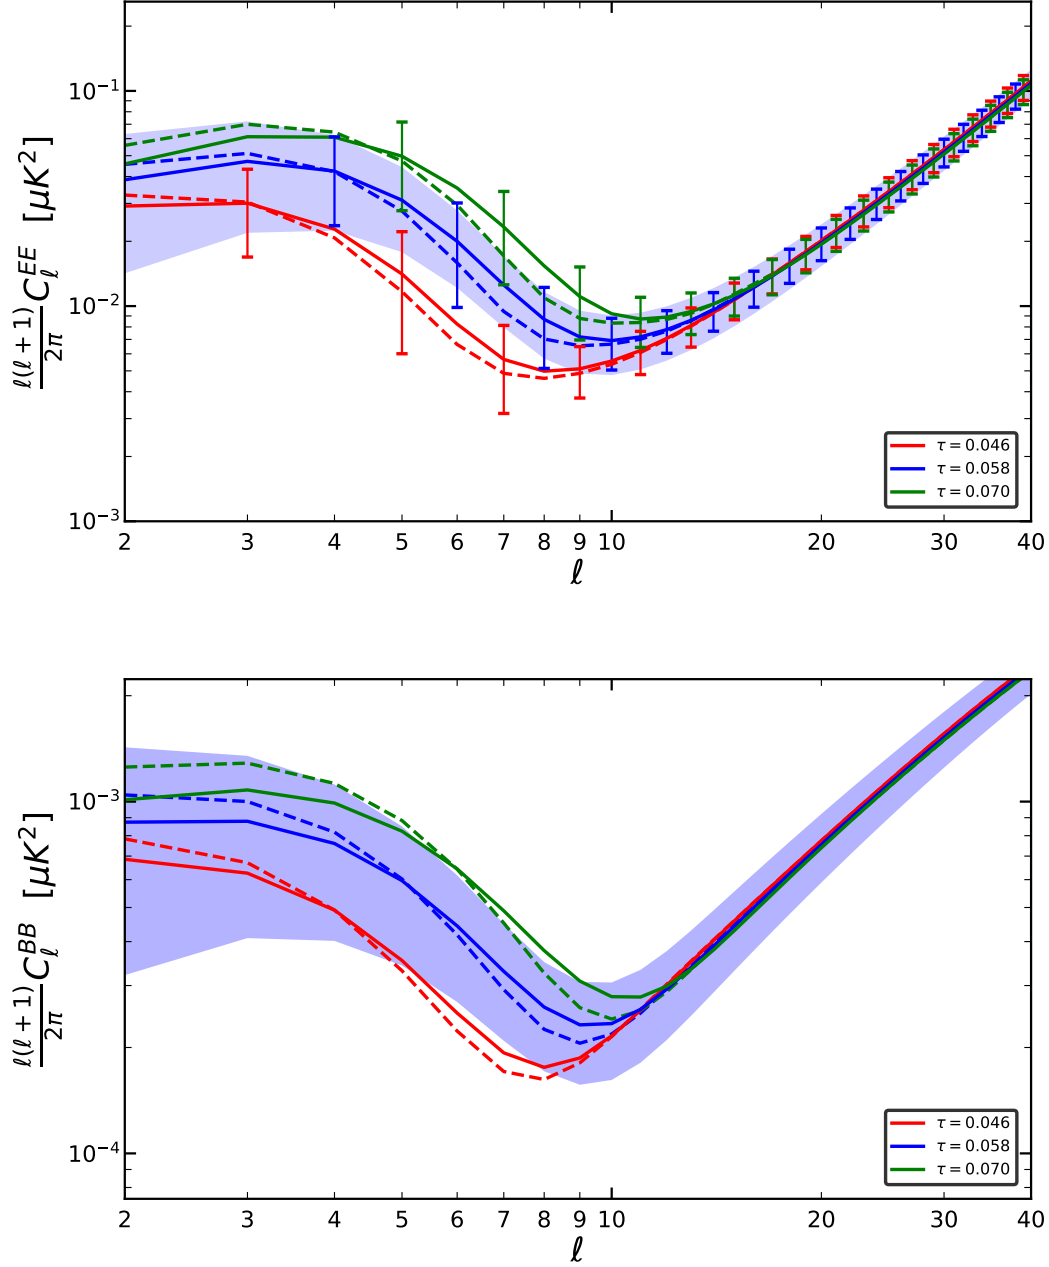 10⁻¹
10⁻²
10⁻³
ℓ(ℓ + 1)/2π C_ℓ^EE [μK²]
τ = 0.046
τ = 0.058
τ = 0.070
2 3 4 5 6 7 8 9 10 20 30 40
ℓ
10⁻³
10⁻⁴
ℓ(ℓ + 1)/2π C_ℓ^BB [μK²]
τ = 0.046
τ = 0.058
τ = 0.070
2 3 4 5 6 7 8 9 10 20 30 40
ℓ